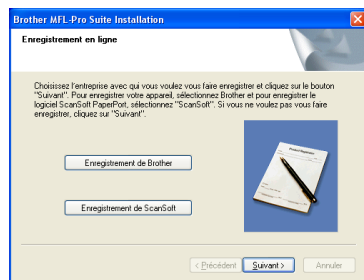 Brother MFL-Pro Suite Installation
Enregistrement en ligne
Choisissez l'entreprise avec qui vous voulez vous faire enregistrer et cliquez sur le bouton
"Suivant". Pour enregistrer votre appareil, sélectionnez Brother et pour enregistrer le
logiciel ScanSoft PaperPort, sélectionnez "ScanSoft". Si vous ne voulez pas vous faire
enregistrer, cliquez sur "Suivant".
Enregistrement de Brother
Enregistrement de ScanSoft
< Précédent
Suivant >
Annuler